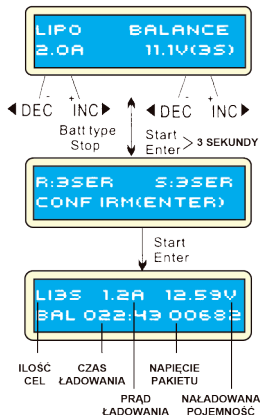 LIPO BALANCE
2.0A 11.1V(3S)
- + - +
◄DEC INC► ◄DEC INC►
Batt type
Stop
Start
Enter > 3 SEKUNDY
R:3SER S:3SER
CONFIRM(ENTER)
Start
Enter
LI3S 1.2A 12.59V
BAL 022:43 00682
ILOŚĆ
CEL
CZAS
ŁADOWANIA
PRĄD
ŁADOWANIA
NAPIĘCIE
PAKIETU
NAŁADOWANA
POJEMNOŚĆ